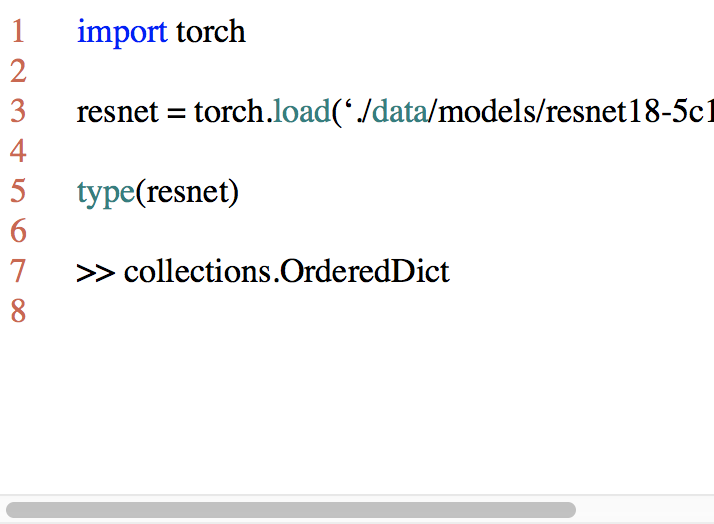 1 import torch
2
3 resnet = torch.load(‘./data/models/resnet18-5c1
4
5 type(resnet)
6
7 >> collections.OrderedDict
8